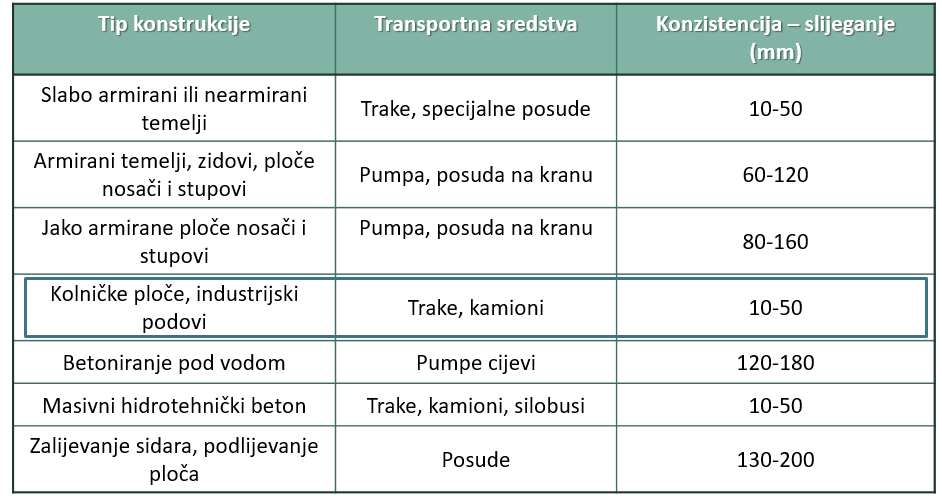 Tip konstrukcije
Transportna sredstva
Konzistencija – slijeganje
(mm)
Slabo armirani ili nearmirani
temelji
Trake, specijalne posude
10-50
Armirani temelji, zidovi, ploče
nosači i stupovi
Pumpa, posuda na kranu
60-120
Jako armirane ploče nosači i
stupovi
Pumpa, posuda na kranu
80-160
Kolničke ploče, industrijski
podovi
Trake, kamioni
10-50
Betoniranje pod vodom
Pumpe cijevi
120-180
Masivni hidrotehnički beton
Trake, kamioni, silobusi
10-50
Zalijevanje sidara, podlijevanje
ploča
Posude
130-200